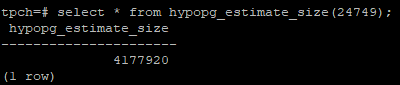 tpch=# select * from hypopg_estimate_size(24749);
 hypopg_estimate_size
----------------------
              4177920
(1 row)